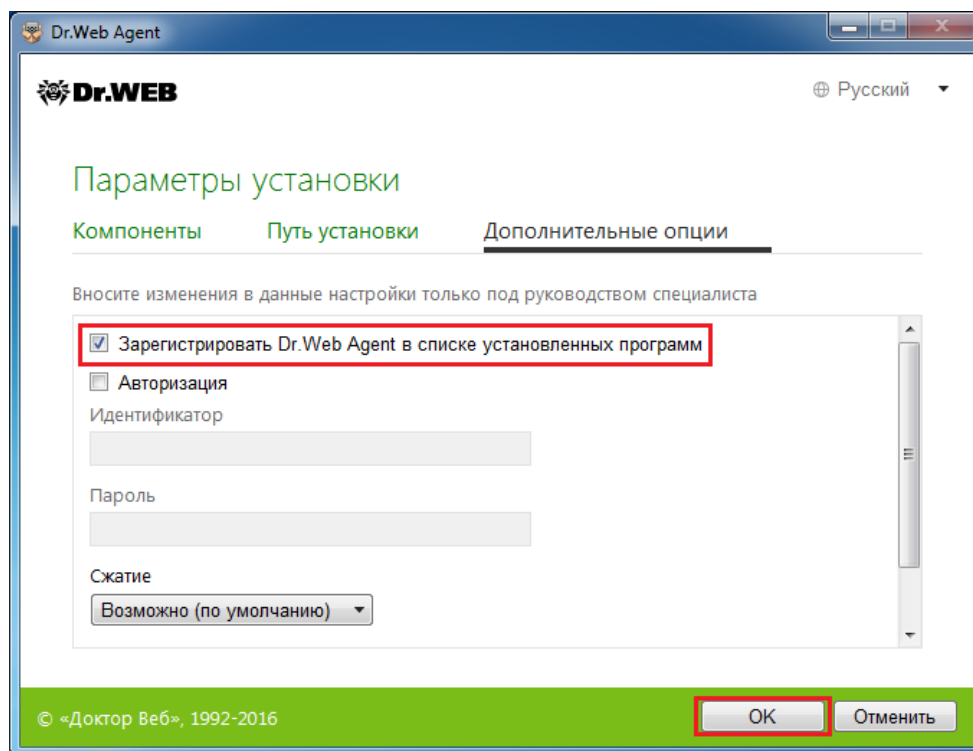 Dr.Web Agent
Dr.WEB
Русский
Параметры установки
Компоненты Путь установки Дополнительные опции
Вносите изменения в данные настройки только под руководством специалиста
Зарегистрировать Dr.Web Agent в списке установленных программ
Авторизация
Идентификатор
Пароль
Сжатие
Возможно (по умолчанию)
© «Доктор Веб», 1992-2016
OK Отменить